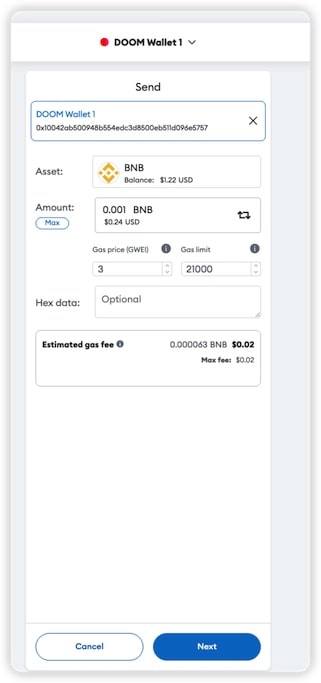 DOOM Wallet 1
Send
DOOM Wallet 1
0x10042ab500948b554edc3d8500eb511d096e5757
Asset:
BNB
Balance: $1.22 USD
Amount:
Max
0.001 BNB
$0.24 USD
Gas price (GWEI)
Gas limit
3
21000
Hex data:
Optional
Estimated gas fee
0.000063 BNB $0.02
Max fee: $0.02
Cancel
Next